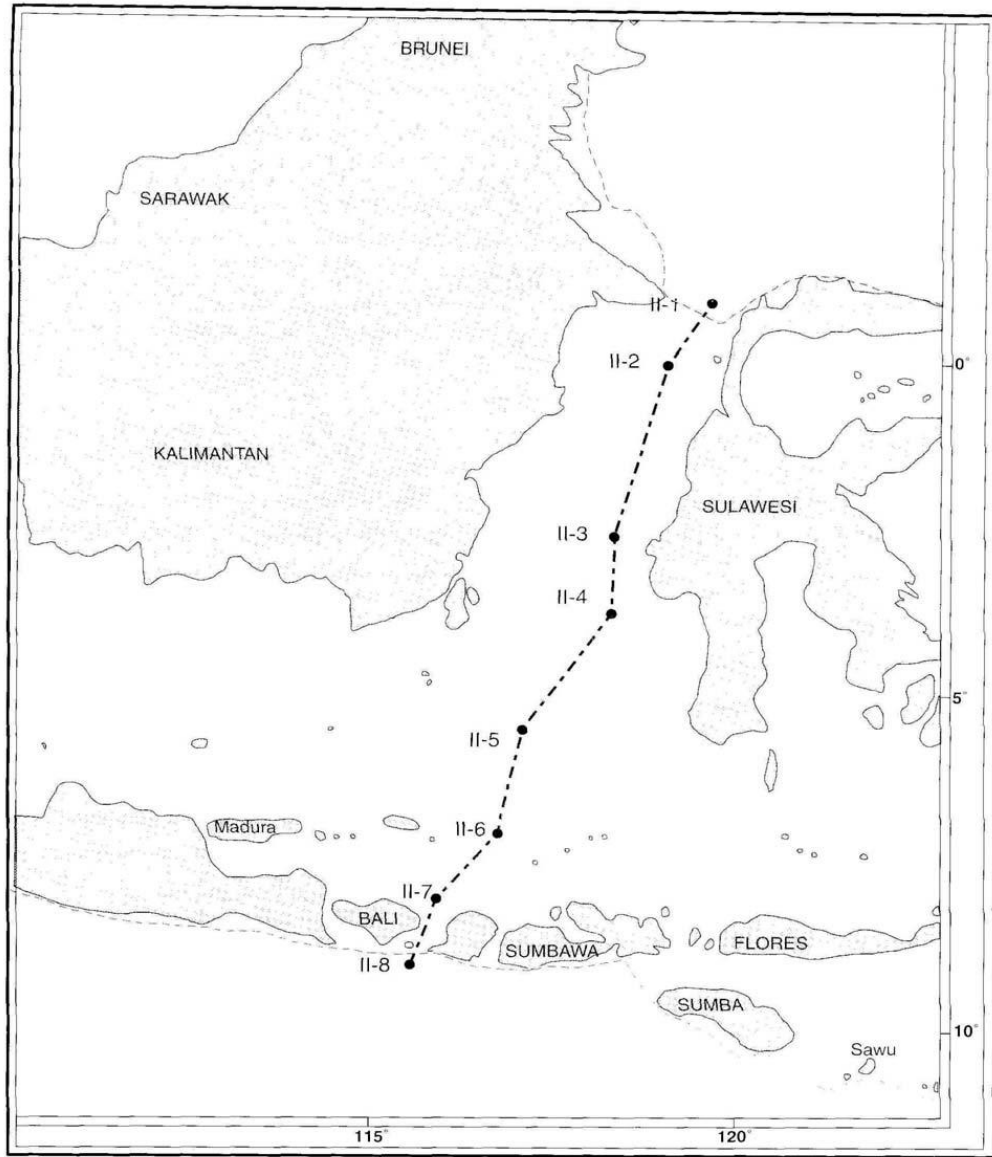 BRUNEI
SARAWAK
II-1
II-2
0°
KALIMANTAN
SULAWESI
II-3
II-4
5°
II-5
Madura
II-6
II-7
BALI
SUMBAWA
FLORES
II-8
SUMBA
10°
Sawu
115°
120°